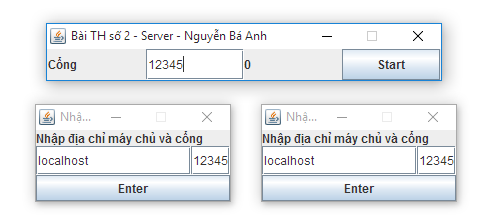 Bài TH số 2 - Server - Nguyễn Bá Anh
Cổng 12345 0 Start
Nhậ...
Nhập địa chỉ máy chủ và cổng
localhost 12345
Enter
Nhậ...
Nhập địa chỉ máy chủ và cổng
localhost 12345
Enter